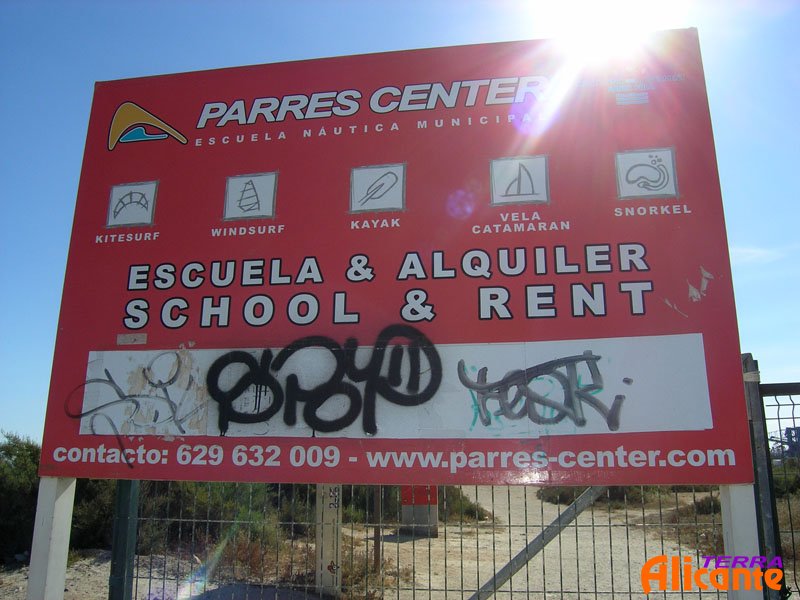 PARRES CENTER
ESCUELA NÁUTICA MUNICIPAL
KITESURF
WINDSURF
KAYAK
VELA
CATAMARAN
SNORKEL
ESCUELA & ALQUILER
SCHOOL & RENT
contacto: 629 632 009 - www.parres-center.com
TERRA
Alicante